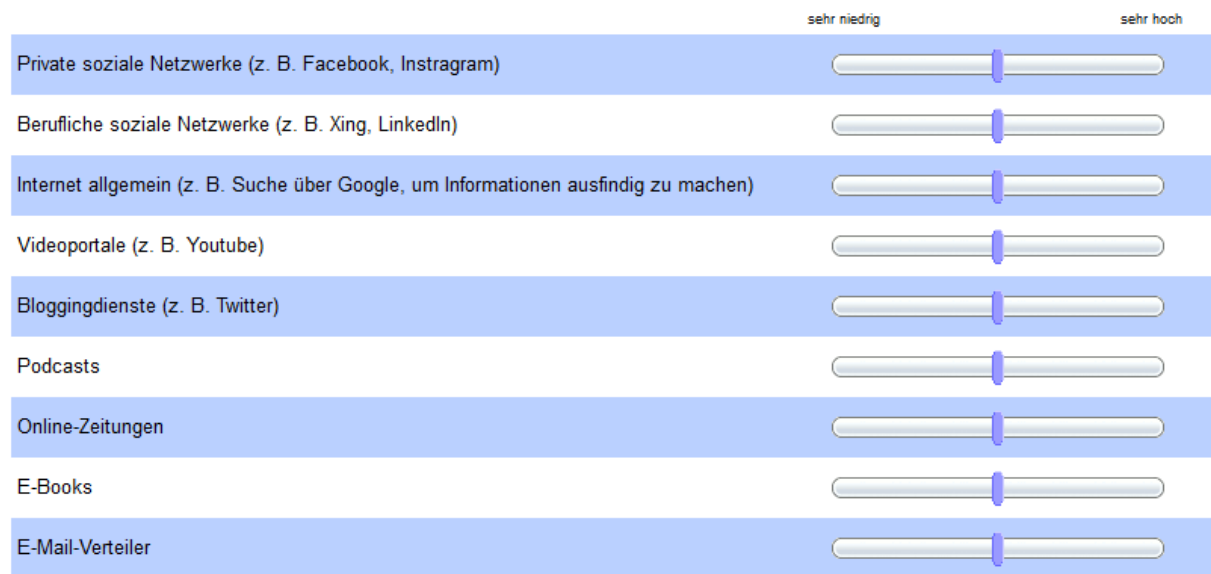 sehr niedrig sehr hoch
Private soziale Netzwerke (z. B. Facebook, Instragram)
Berufliche soziale Netzwerke (z. B. Xing, LinkedIn)
Internet allgemein (z. B. Suche über Google, um Informationen ausfindig zu machen)
Videoportale (z. B. Youtube)
Bloggingdienste (z. B. Twitter)
Podcasts
Online-Zeitungen
E-Books
E-Mail-Verteiler